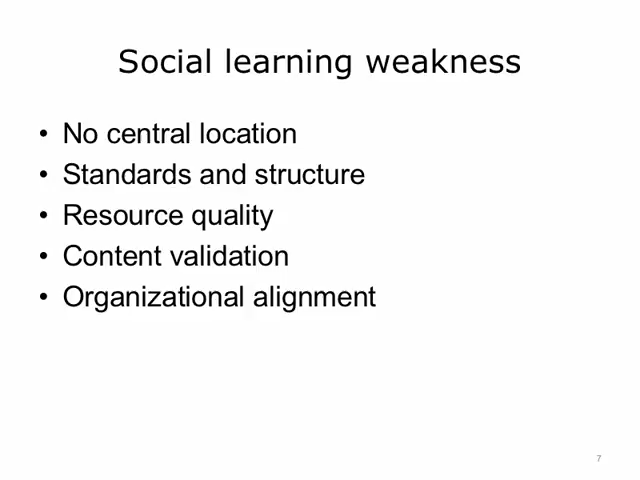 Social learning weakness
• No central location
• Standards and structure
• Resource quality
• Content validation
• Organizational alignment
7